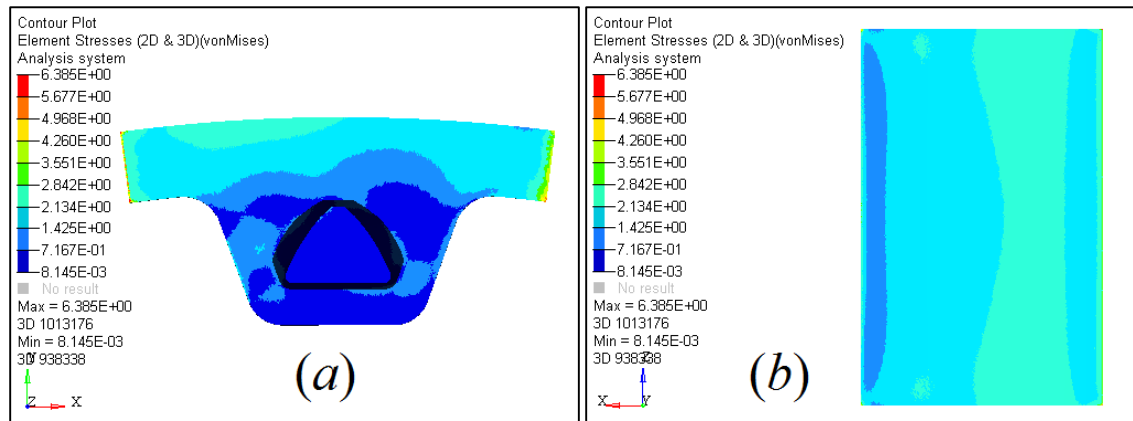 Contour Plot
Element Stresses (2D & 3D)(vonMises)
Analysis system
6.385E+00
5.677E+00
4.968E+00
4.260E+00
3.551E+00
2.842E+00
2.134E+00
1.425E+00
7.167E-01
8.145E-03
No result
Max = 6.385E+00
3D 1013176
Min = 8.145E-03
3D 938338
Y
Z X
(a)
Contour Plot
Element Stresses (2D & 3D)(vonMises)
Analysis system
6.385E+00
5.677E+00
4.968E+00
4.260E+00
3.551E+00
2.842E+00
2.134E+00
1.425E+00
7.167E-01
8.145E-03
No result
Max = 6.385E+00
3D 1013176
Min = 8.145E-03
3D 938338
Z
X Y
(b)